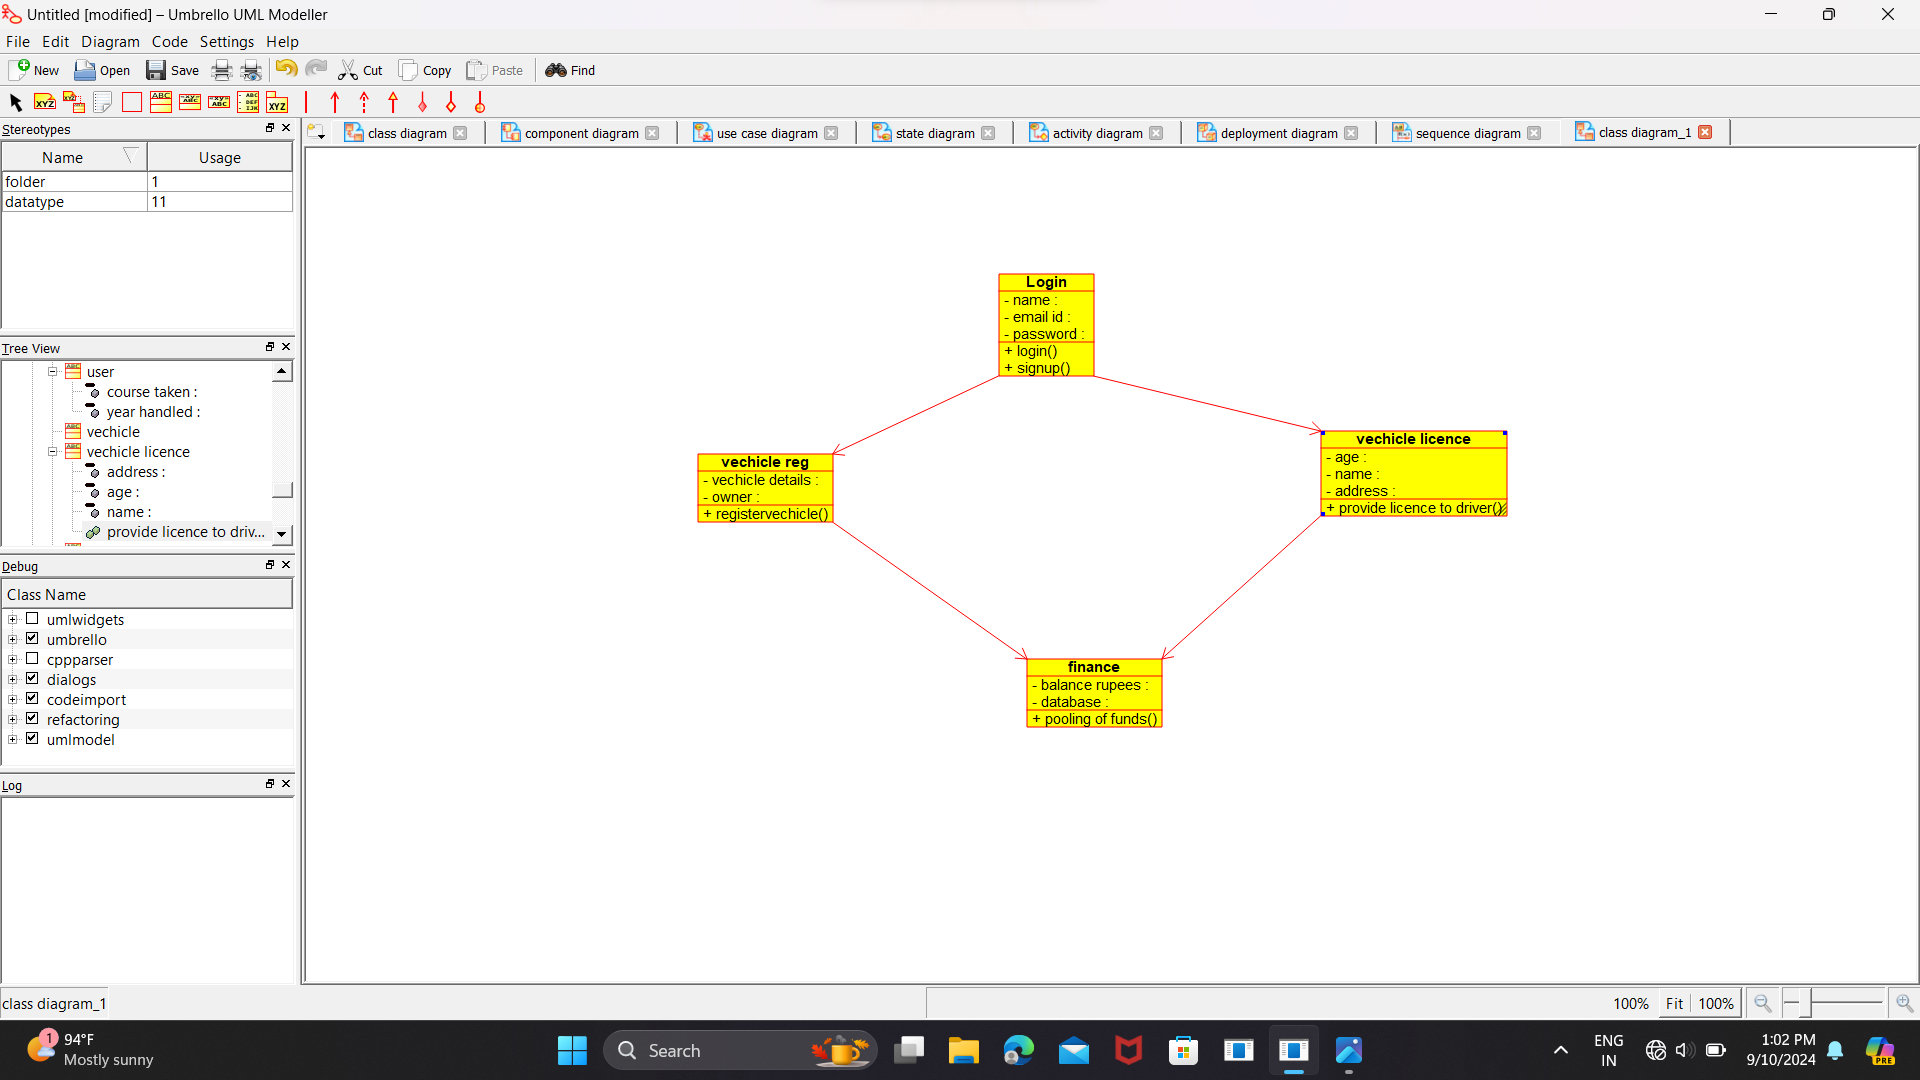 Untitled [modified] – Umbrello UML Modeller
File Edit Diagram Code Settings Help
New Open Save Cut Copy Paste Find
Stereotypes
Name Usage
folder 1
datatype 11
class diagram component diagram use case diagram state diagram activity diagram deployment diagram sequence diagram class diagram_1
Login
- name :
- email id :
- password :
+ login()
+ signup()
vechicle reg
- vechicle details :
- owner :
+ registervechicle()
vechicle licence
- age :
- name :
- address :
+ provide licence to driver()
finance
- balance rupees :
- database :
+ pooling of funds()
Tree View
user
course taken :
year handled :
vechicle
vechicle licence
address :
age :
name :
provide licence to driv...
Debug
Class Name
umlwidgets
umbrello
cppparser
dialogs
codeimport
refactoring
umlmodel
Log
class diagram_1
100% Fit 100%
1
94°F
Mostly sunny
Search
ENG
IN
1:02 PM
9/10/2024
PRE